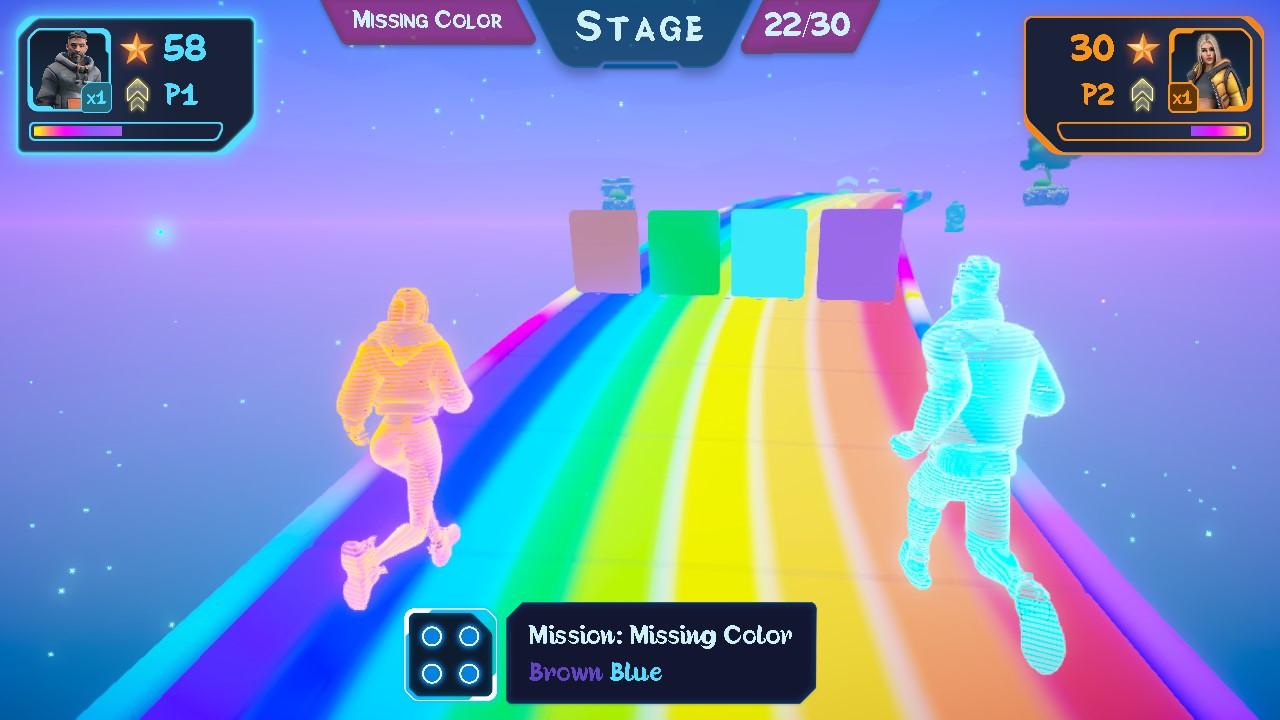 Missing Color
Stage
22/30
58
P1
x1
30
P2
x1
Mission: Missing Color
Brown Blue